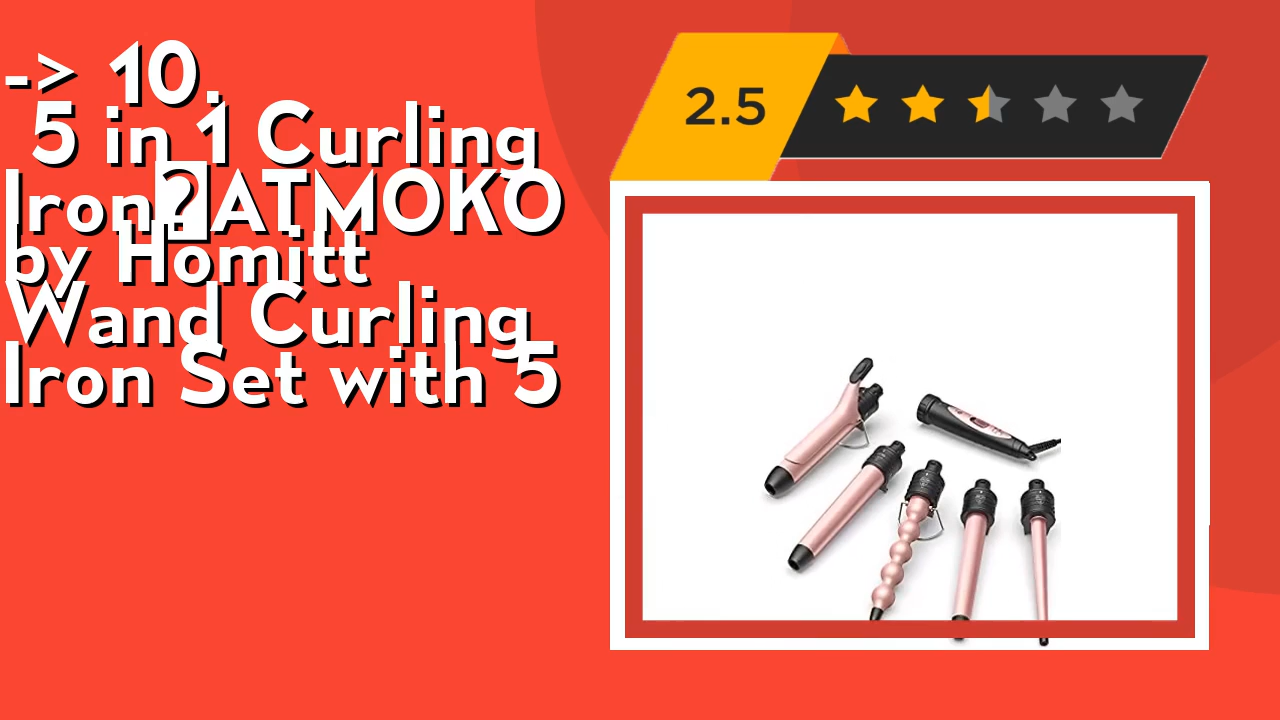 -> 10.
5 in 1 Curling
Iron?ATMOKO
by Homitt
Wand Curling
Iron Set with 5
2.5